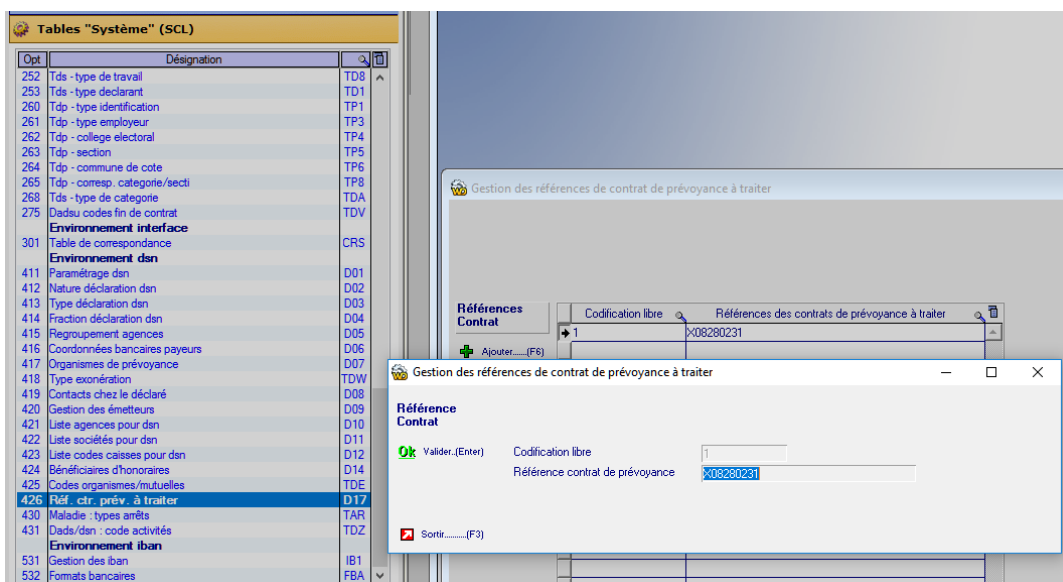 Tables "Système" (SCL)
Opt Désignation
252 Tds - type de travail TD8
253 Tds - type declarant TD1
260 Tdp - type identification TP1
261 Tdp - type employeur TP3
262 Tdp - college electoral TP4
263 Tdp - section TP5
264 Tdp - commune de cote TP6
265 Tdp - corresp. categorie/secti TP8
268 Tds - type de categorie TDA
275 Dadsu codes fin de contrat TDV
Environnement interface
301 Table de correspondance CRS
Environnement dsn
411 Paramétrage dsn D01
412 Nature déclaration dsn D02
413 Type déclaration dsn D03
414 Fraction déclaration dsn D04
415 Regroupement agences D05
416 Coordonnées bancaires payeurs D06
417 Organismes de prévoyance D07
418 Type exonération TDW
419 Contacts chez le déclaré D08
420 Gestion des émetteurs D09
421 Liste agences pour dsn D10
422 Liste sociétés pour dsn D11
423 Liste codes caisses pour dsn D12
424 Bénéficiaires d'honoraires D14
425 Codes organismes/mutuelles TDE
426 Réf. ctr. prév. à traiter D17
430 Maladie : types arrêts TAR
431 Dads/dsn : code activités TDZ
Environnement iban
531 Gestion des iban IB1
532 Formats bancaires FBA
Gestion des références de contrat de prévoyance à traiter
Références
Contrat
Codification libre Références des contrats de prévoyance à traiter
1 X08280231
Ajouter......(F6)
Gestion des références de contrat de prévoyance à traiter
Référence
Contrat
Ok Valider..(Enter)
Codification libre 1
Référence contrat de prévoyance X08280231
Sortir..........(F3)